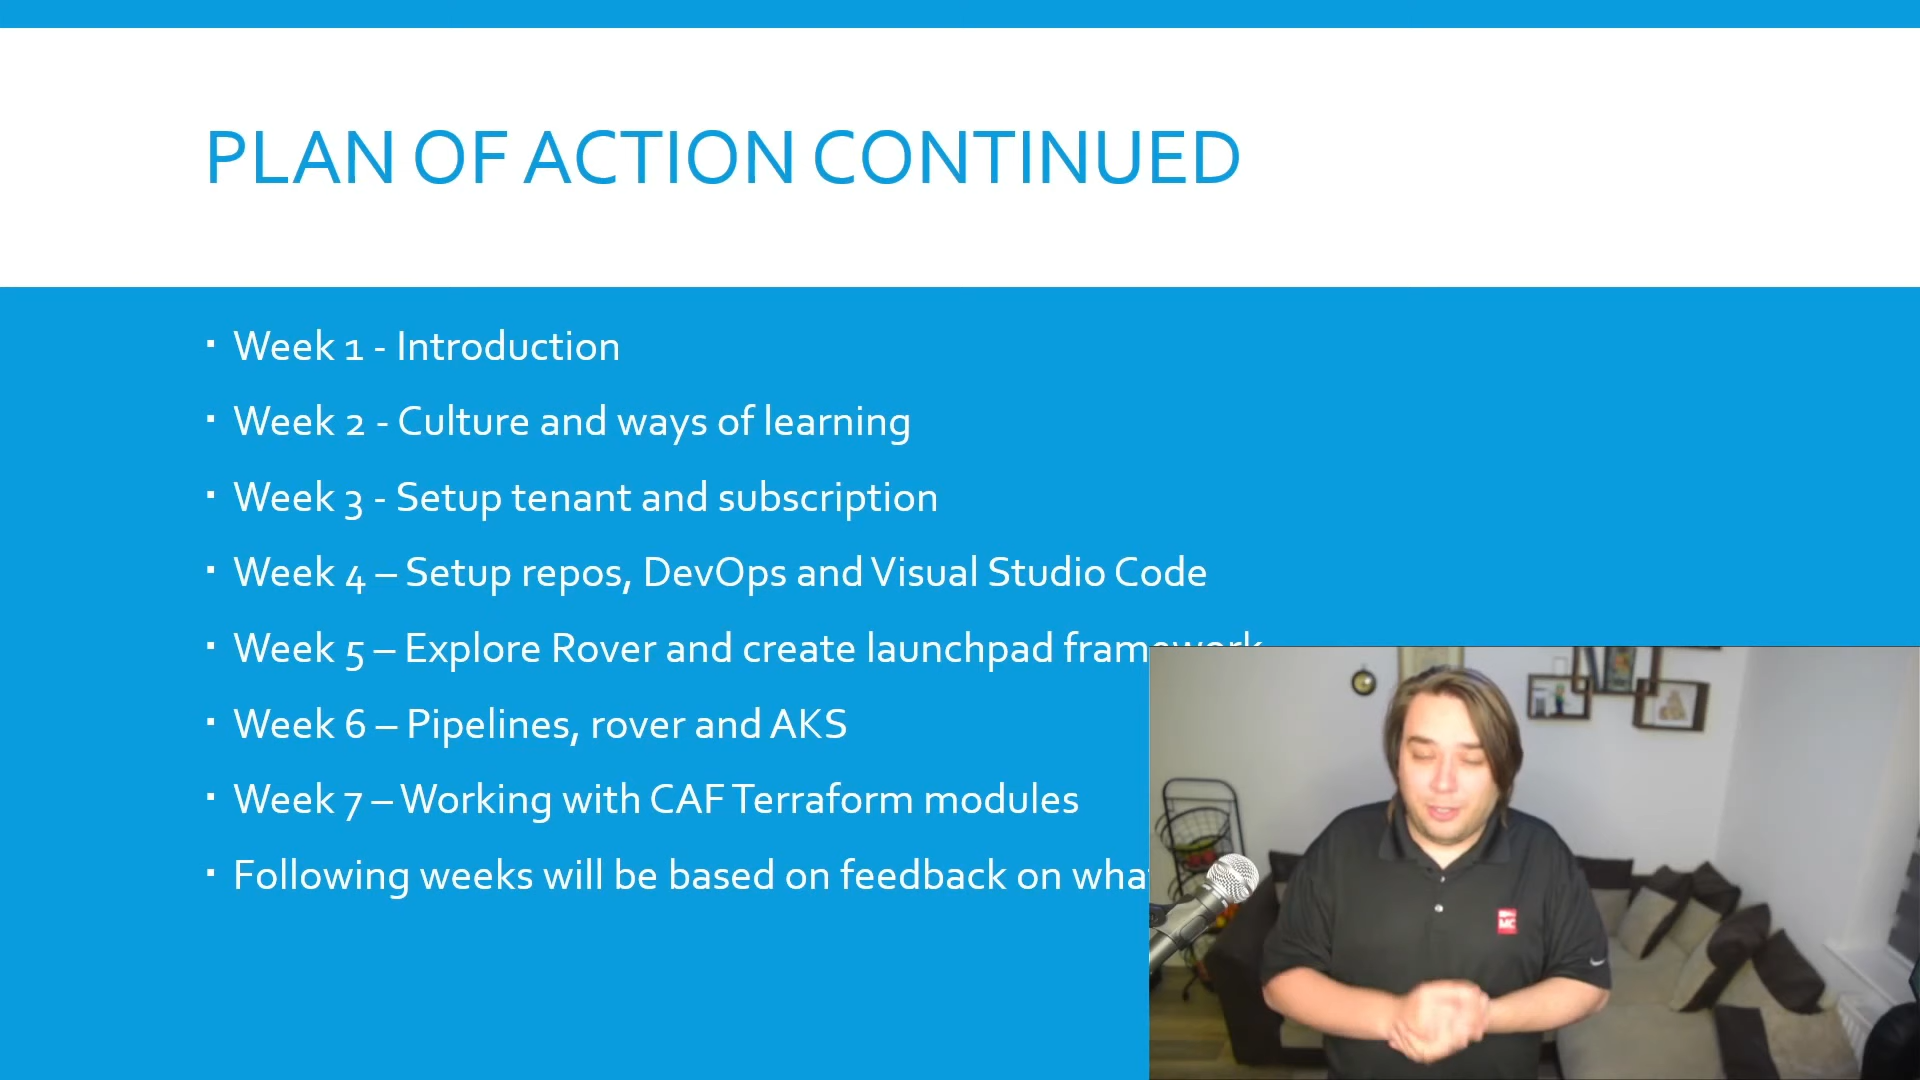 PLAN OF ACTION CONTINUED
Week 1 - Introduction
Week 2 - Culture and ways of learning
Week 3 - Setup tenant and subscription
Week 4 – Setup repos, DevOps and Visual Studio Code
Week 5 – Explore Rover and create launchpad framework
Week 6 – Pipelines, rover and AKS
Week 7 – Working with CAF Terraform modules
Following weeks will be based on feedback on
MC